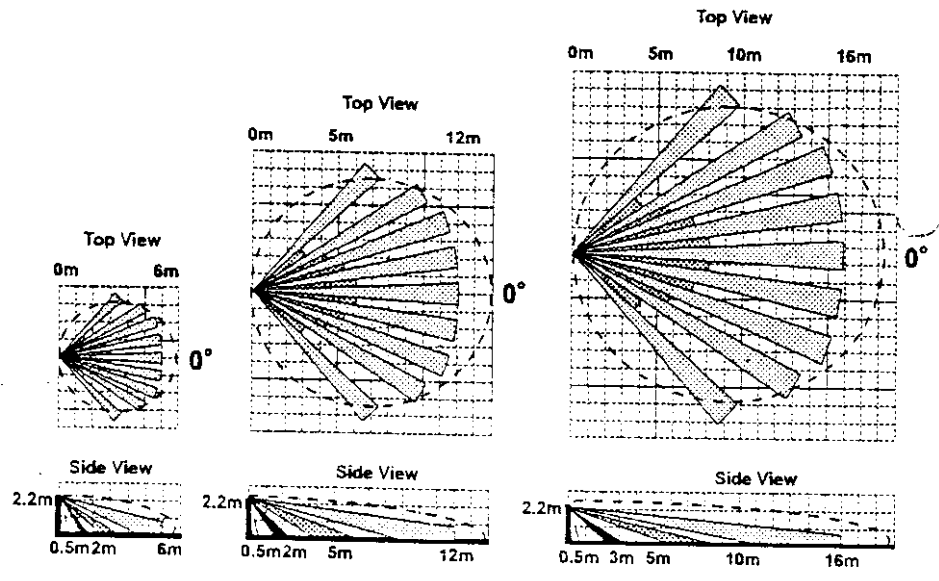 Top View
0m 6m
0°
Side View
2.2m
0.5m 2m 6m
Top View
0m 5m 12m
0°
Side View
2.2m
0.5m 2m 5m 12m
Top View
0m 5m 10m 16m
0°
Side View
2.2m
0.5m 3m 5m 10m 16m